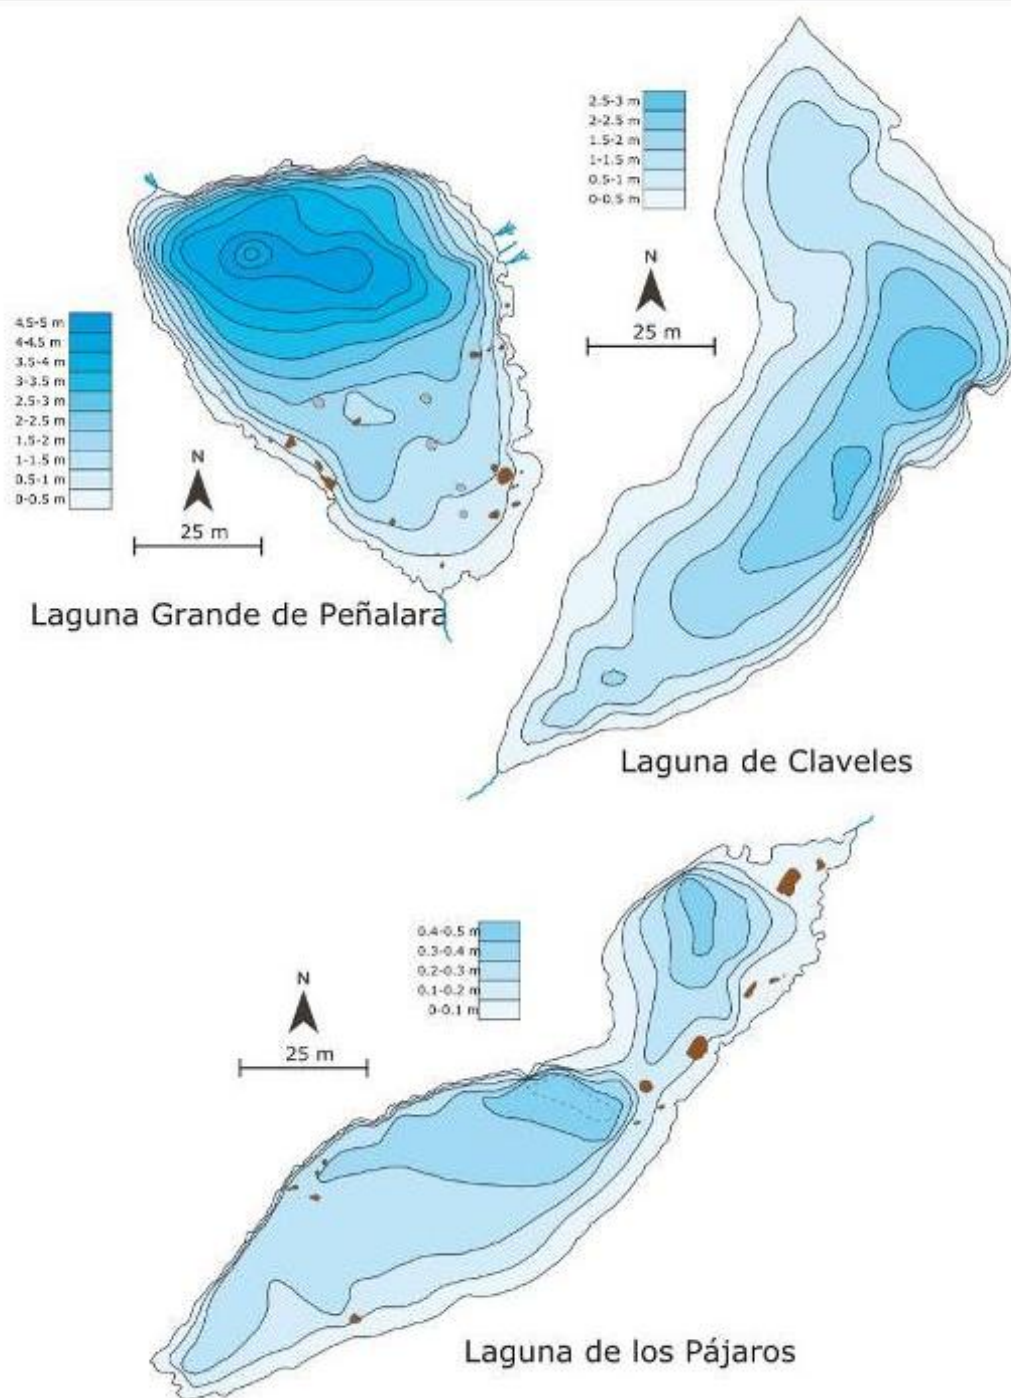 2.5-3 m
2-2.5 m
1.5-2 m
1-1.5 m
0.5-1 m
0-0.5 m
N
25 m
4.5-5 m
4-4.5 m
3.5-4 m
3-3.5 m
2.5-3 m
2-2.5 m
1.5-2 m
1-1.5 m
0.5-1 m
0-0.5 m
N
25 m
Laguna Grande de Peñalara
Laguna de Claveles
0.4-0.5 m
0.3-0.4 m
0.2-0.3 m
0.1-0.2 m
0-0.1 m
N
25 m
Laguna de los Pájaros